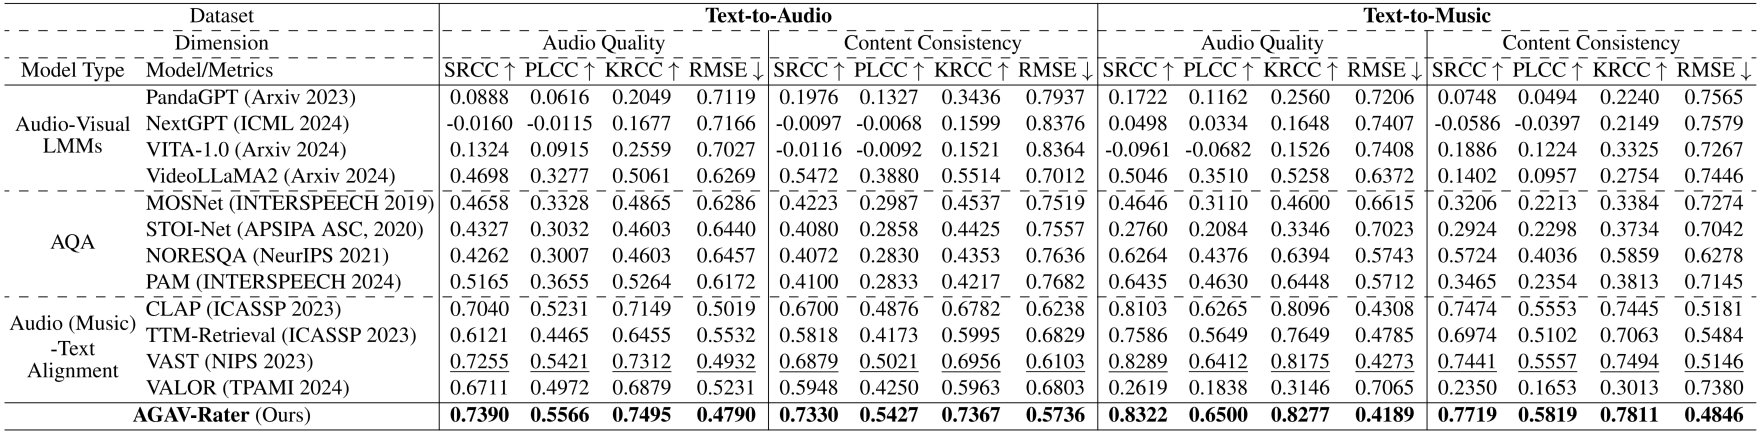 Dataset Text-to-Audio Text-to-Music
Dimension Audio Quality Content Consistency Audio Quality Content Consistency
Model Type Model/Metrics SRCC ↑ PLCC ↑ KRCC ↑ RMSE ↓ SRCC ↑ PLCC ↑ KRCC ↑ RMSE ↓ SRCC ↑ PLCC ↑ KRCC ↑ RMSE ↓ SRCC ↑ PLCC ↑ KRCC ↑ RMSE ↓
Audio-Visual LMMs
PandaGPT (Arxiv 2023) 0.0888 0.0616 0.2049 0.7119 0.1976 0.1327 0.3436 0.7937 0.1722 0.1162 0.2560 0.7206 0.0748 0.0494 0.2240 0.7565
NextGPT (ICML 2024) -0.0160 -0.0115 0.1677 0.7166 -0.0097 -0.0068 0.1599 0.8376 0.0498 0.0334 0.1648 0.7407 -0.0586 -0.0397 0.2149 0.7579
VITA-1.0 (Arxiv 2024) 0.1324 0.0915 0.2559 0.7027 -0.0116 -0.0092 0.1521 0.8364 -0.0961 -0.0682 0.1526 0.7408 0.1886 0.1224 0.3325 0.7267
VideoLLaMA2 (Arxiv 2024) 0.4698 0.3277 0.5061 0.6269 0.5472 0.3880 0.5514 0.7012 0.5046 0.3510 0.5258 0.6372 0.1402 0.0957 0.2754 0.7446
AQA
MOSNet (INTERSPEECH 2019) 0.4658 0.3328 0.4865 0.6286 0.4223 0.2987 0.4537 0.7519 0.4646 0.3110 0.4600 0.6615 0.3206 0.2213 0.3384 0.7274
STOI-Net (APSIPA ASC, 2020) 0.4327 0.3032 0.4603 0.6440 0.4080 0.2858 0.4425 0.7557 0.2760 0.2084 0.3346 0.7023 0.2924 0.2298 0.3734 0.7042
NORESQA (NeurIPS 2021) 0.4262 0.3007 0.4603 0.6457 0.4072 0.2830 0.4353 0.7636 0.6264 0.4376 0.6394 0.5743 0.5724 0.4036 0.5859 0.6278
PAM (INTERSPEECH 2024) 0.5165 0.3655 0.5264 0.6172 0.4100 0.2833 0.4217 0.7682 0.6435 0.4630 0.6448 0.5712 0.3465 0.2354 0.3813 0.7145
Audio (Music) -Text Alignment
CLAP (ICASSP 2023) 0.7040 0.5231 0.7149 0.5019 0.6700 0.4876 0.6782 0.6238 0.8103 0.6265 0.8096 0.4308 0.7474 0.5553 0.7445 0.5181
TTM-Retrieval (ICASSP 2023) 0.6121 0.4465 0.6455 0.5532 0.5818 0.4173 0.5995 0.6829 0.7586 0.5649 0.7649 0.4785 0.6974 0.5102 0.7063 0.5484
VAST (NIPS 2023) 0.7255 0.5421 0.7312 0.4932 0.6879 0.5021 0.6956 0.6103 0.8289 0.6412 0.8175 0.4273 0.7441 0.5557 0.7494 0.5146
VALOR (TPAMI 2024) 0.6711 0.4972 0.6879 0.5231 0.5948 0.4250 0.5963 0.6803 0.2619 0.1838 0.3146 0.7065 0.2350 0.1653 0.3013 0.7380
AGAV-Rater (Ours) 0.7390 0.5566 0.7495 0.4790 0.7330 0.5427 0.7367 0.5736 0.8322 0.6500 0.8277 0.4189 0.7719 0.5819 0.7811 0.4846